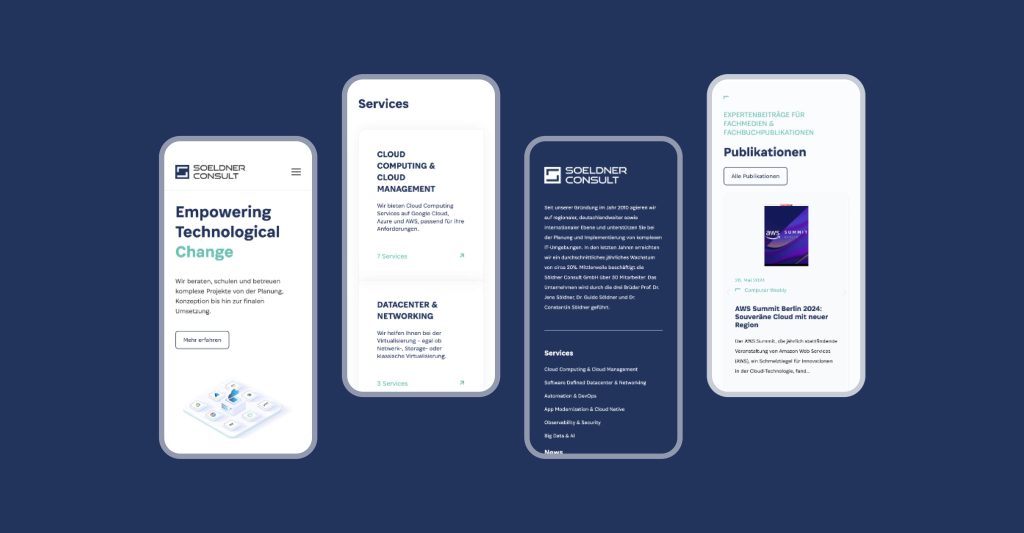 SOELDNER
CONSULT
Empowering
Technological
Change
Wir beraten, schulen und betreuen
komplexe Projekte von der Planung,
Konzeption bis hin zur finalen
Umsetzung.
Mehr erfahren
Services
CLOUD
COMPUTING &
CLOUD
MANAGEMENT
Wir bieten Cloud Computing
Services auf Google Cloud,
Azure und AWS, passend für Ihre
Anforderungen.
7 Services
DATACENTER &
NETWORKING
Wir helfen Ihnen bei der
Virtualisierung – egal ob
Network-, Storage- oder
klassische Virtualisierung.
3 Services
SOELDNER
CONSULT
Seit unserer Gründung im Jahr 2010 agieren wir
auf regionaler, deutschlandweiter sowie
internationaler Ebene und unterstützen Sie bei
der Planung und Implementierung von komplexen
IT-Umgebungen. In den letzten Jahren erreichten
wir ein durchschnittliches jährliches Wachstum
von circa 20%. Mittlerweile beschäftigt die
Söldner Consult GmbH über 30 Mitarbeiter. Das
Unternehmen wird durch die drei Brüder Prof. Dr.
Jens Söldner, Dr. Guido Söldner und Dr.
Constantin Söldner geführt.
Services
Cloud Computing & Cloud Management
Software Defined Datacenter & Networking
Automation & DevOps
App Modernisation & Cloud Native
Observability & Security
Big Data & AI
News
EXPERTENBEITRÄGE FÜR
FACHMEDIEN &
FACHBUCHPUBLIKATIONEN
Publikationen
Alle Publikationen
aws SUMMIT
26. Mai 2024
Computer Weekly
AWS Summit Berlin 2024:
Souveräne Cloud mit neuer
Region
Der AWS Summit, die jährlich stattfindende
Veranstaltung von Amazon Web Services
(AWS), ein Schmelztiegel für Innovationen
in der Cloud-Technologie, fand...